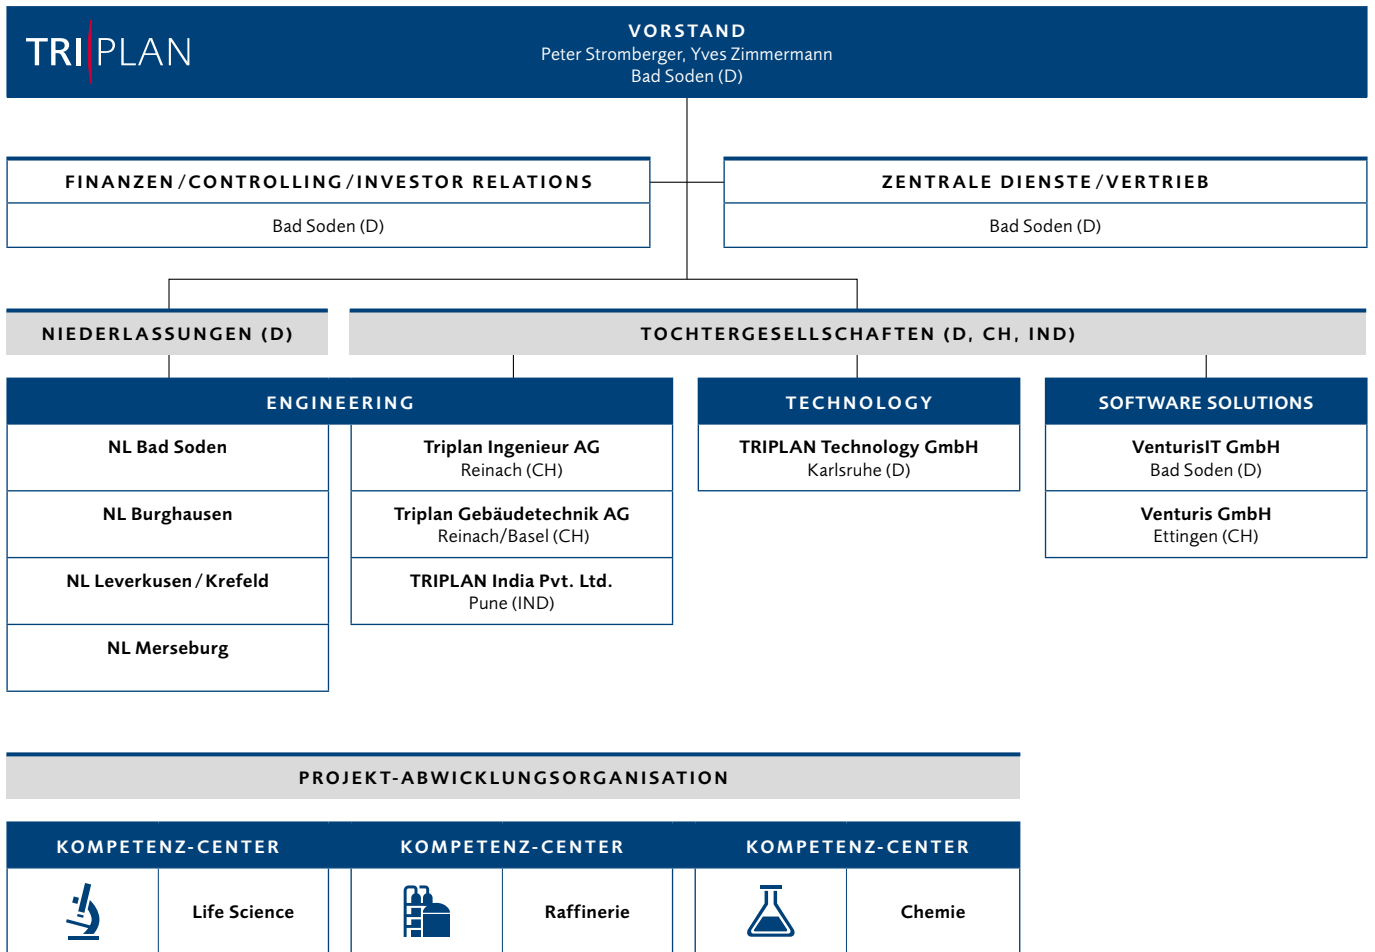 TRIPLAN
VORSTAND
Peter Stromberger, Yves Zimmermann
Bad Soden (D)
FINANZEN/CONTROLLING/INVESTOR RELATIONS
Bad Soden (D)
ZENTRALE DIENSTE/VERTRIEB
Bad Soden (D)
NIEDERLASSUNGEN (D)
TOCHTERGESELLSCHAFTEN (D, CH, IND)
ENGINEERING
NL Bad Soden
NL Burghausen
NL Leverkusen/Krefeld
NL Merseburg
Triplan Ingenieur AG
Reinach (CH)
Triplan Gebäudetechnik AG
Reinach/Basel (CH)
TRIPLAN India Pvt. Ltd.
Pune (IND)
TECHNOLOGY
TRIPLAN Technology GmbH
Karlsruhe (D)
SOFTWARE SOLUTIONS
VenturisIT GmbH
Bad Soden (D)
Venturis GmbH
Ettingen (CH)
PROJEKT-ABWICKLUNGSORGANISATION
KOMPETENZ-CENTER
Life Science
KOMPETENZ-CENTER
Raffinerie
KOMPETENZ-CENTER
Chemie